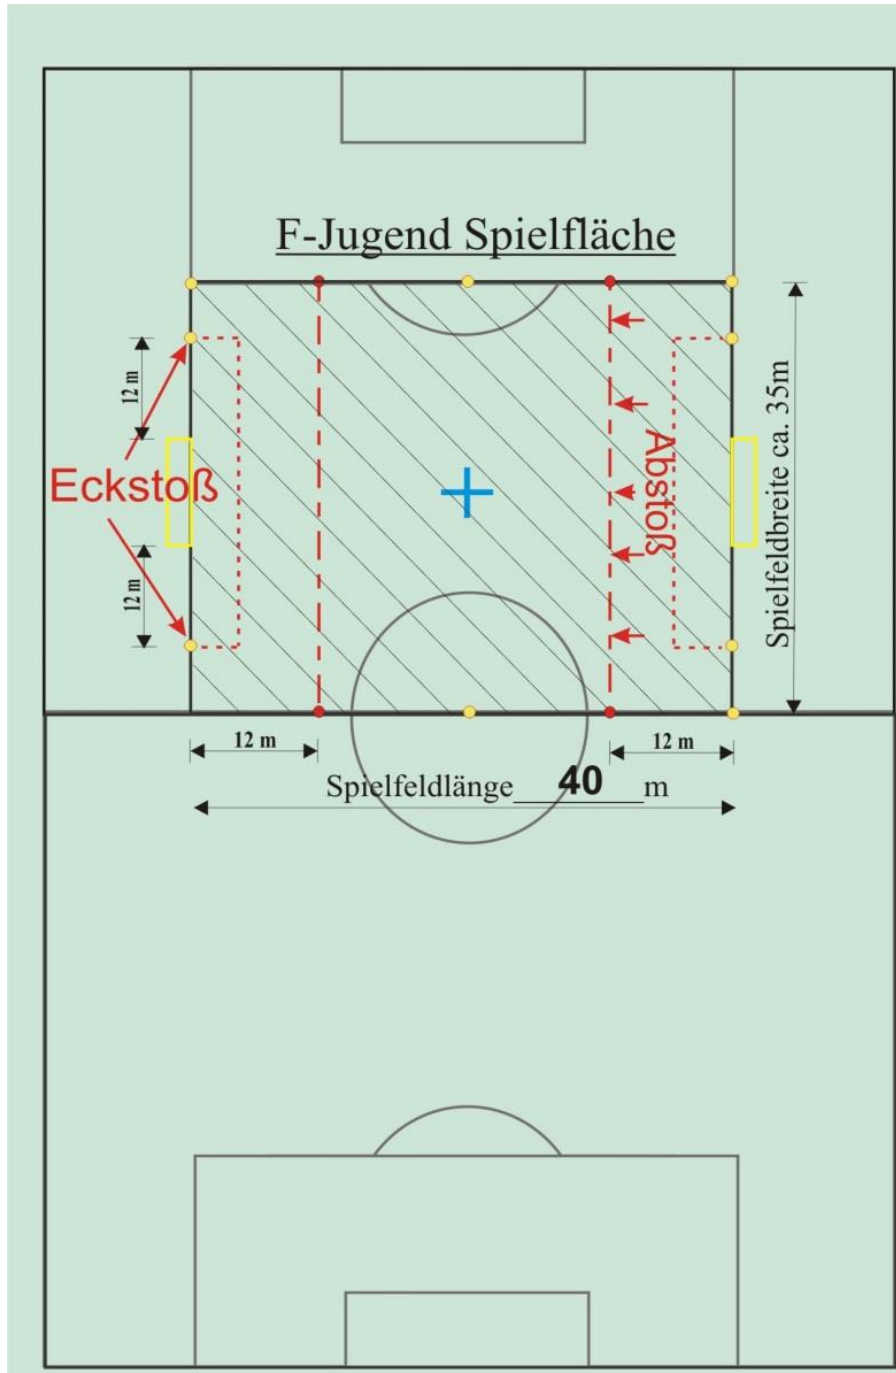 F-Jugend Spielfläche
12 m
Eckstoß
12 m
Abstoß
Spielfeldbreite ca. 35m
12 m
12 m
Spielfeldlänge 40 m